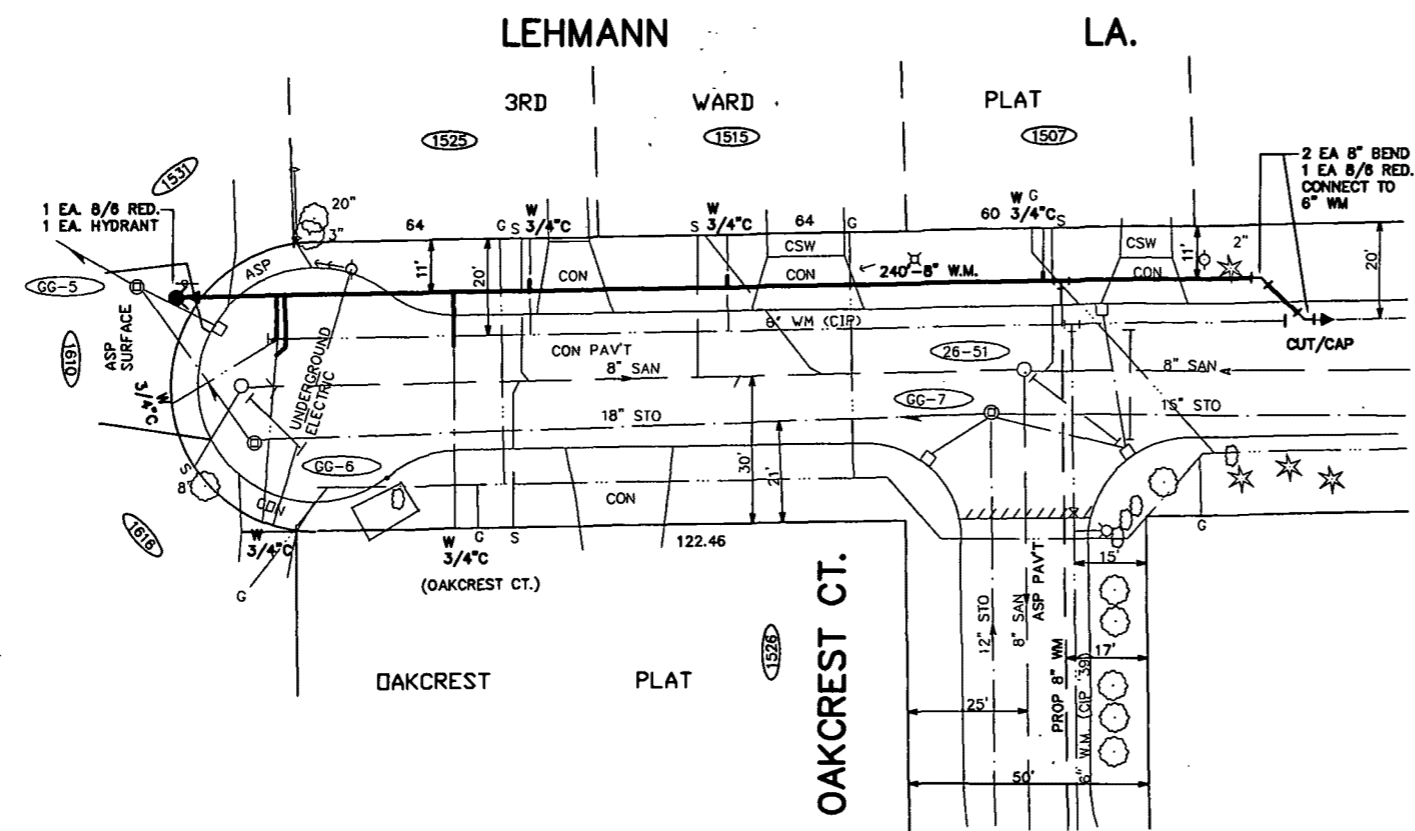 LEHMANN LA.
3RD WARD PLAT
1525
1515
1507
1531
2 EA 8" BEND
1 EA 8/6 RED.
CONNECT TO
6" WM
1 EA. 8/6 RED.
1 EA. HYDRANT
20"
3"
64
G S W
3/4"C
S W
3/4"C
64
G
60
W G
3/4"C S
ASP
11'
20'
CON
CSW
CON
240'-8" W.M.
CSW
CON
11'
2"
20'
GG-5
ASP
SURFACE
1610
W
3/4"C
UNDERGROUND
ELECTRIC
6" WM (CIP)
CON PAV'T
8" SAN
26-51
8" SAN
CUT/CAP
GG-7
18" STO
15" STO
GG-6
S
8"
CON
30'
21'
CON
1616
W
3/4"C
G
W
3/4"C
G
S
122.46
(OAKCREST CT.)
G
15'
OAKCREST PLAT
1526
OAKCREST CT.
12" STO
8" SAN
ASP PAV'T
PROP 8" WM
6" W.M. (CIP '39)
17'
25'
50'